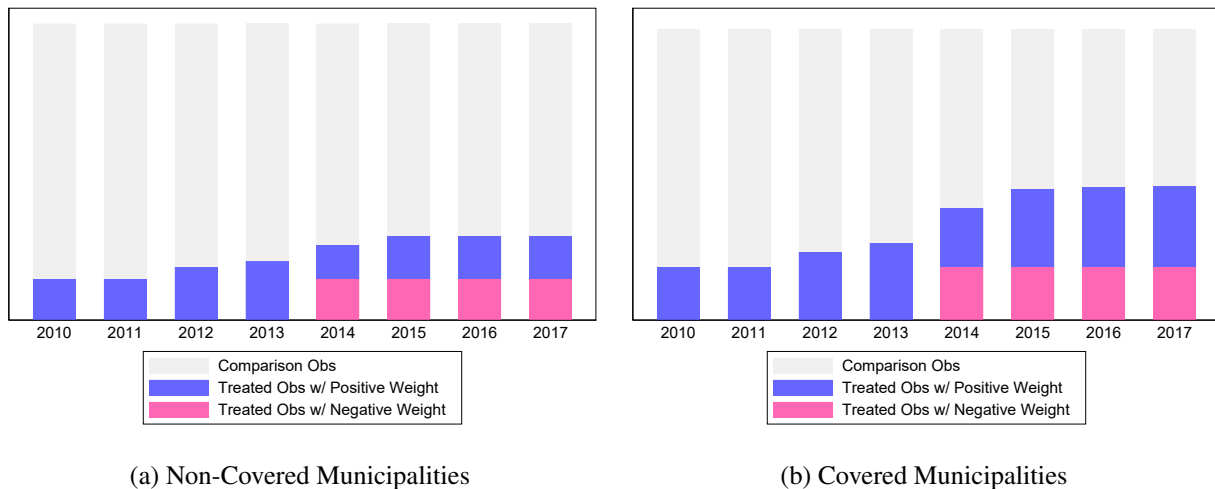 2010 2011 2012 2013 2014 2015 2016 2017
Comparison Obs
Treated Obs w/ Positive Weight
Treated Obs w/ Negative Weight
(a) Non-Covered Municipalities
2010 2011 2012 2013 2014 2015 2016 2017
Comparison Obs
Treated Obs w/ Positive Weight
Treated Obs w/ Negative Weight
(b) Covered Municipalities